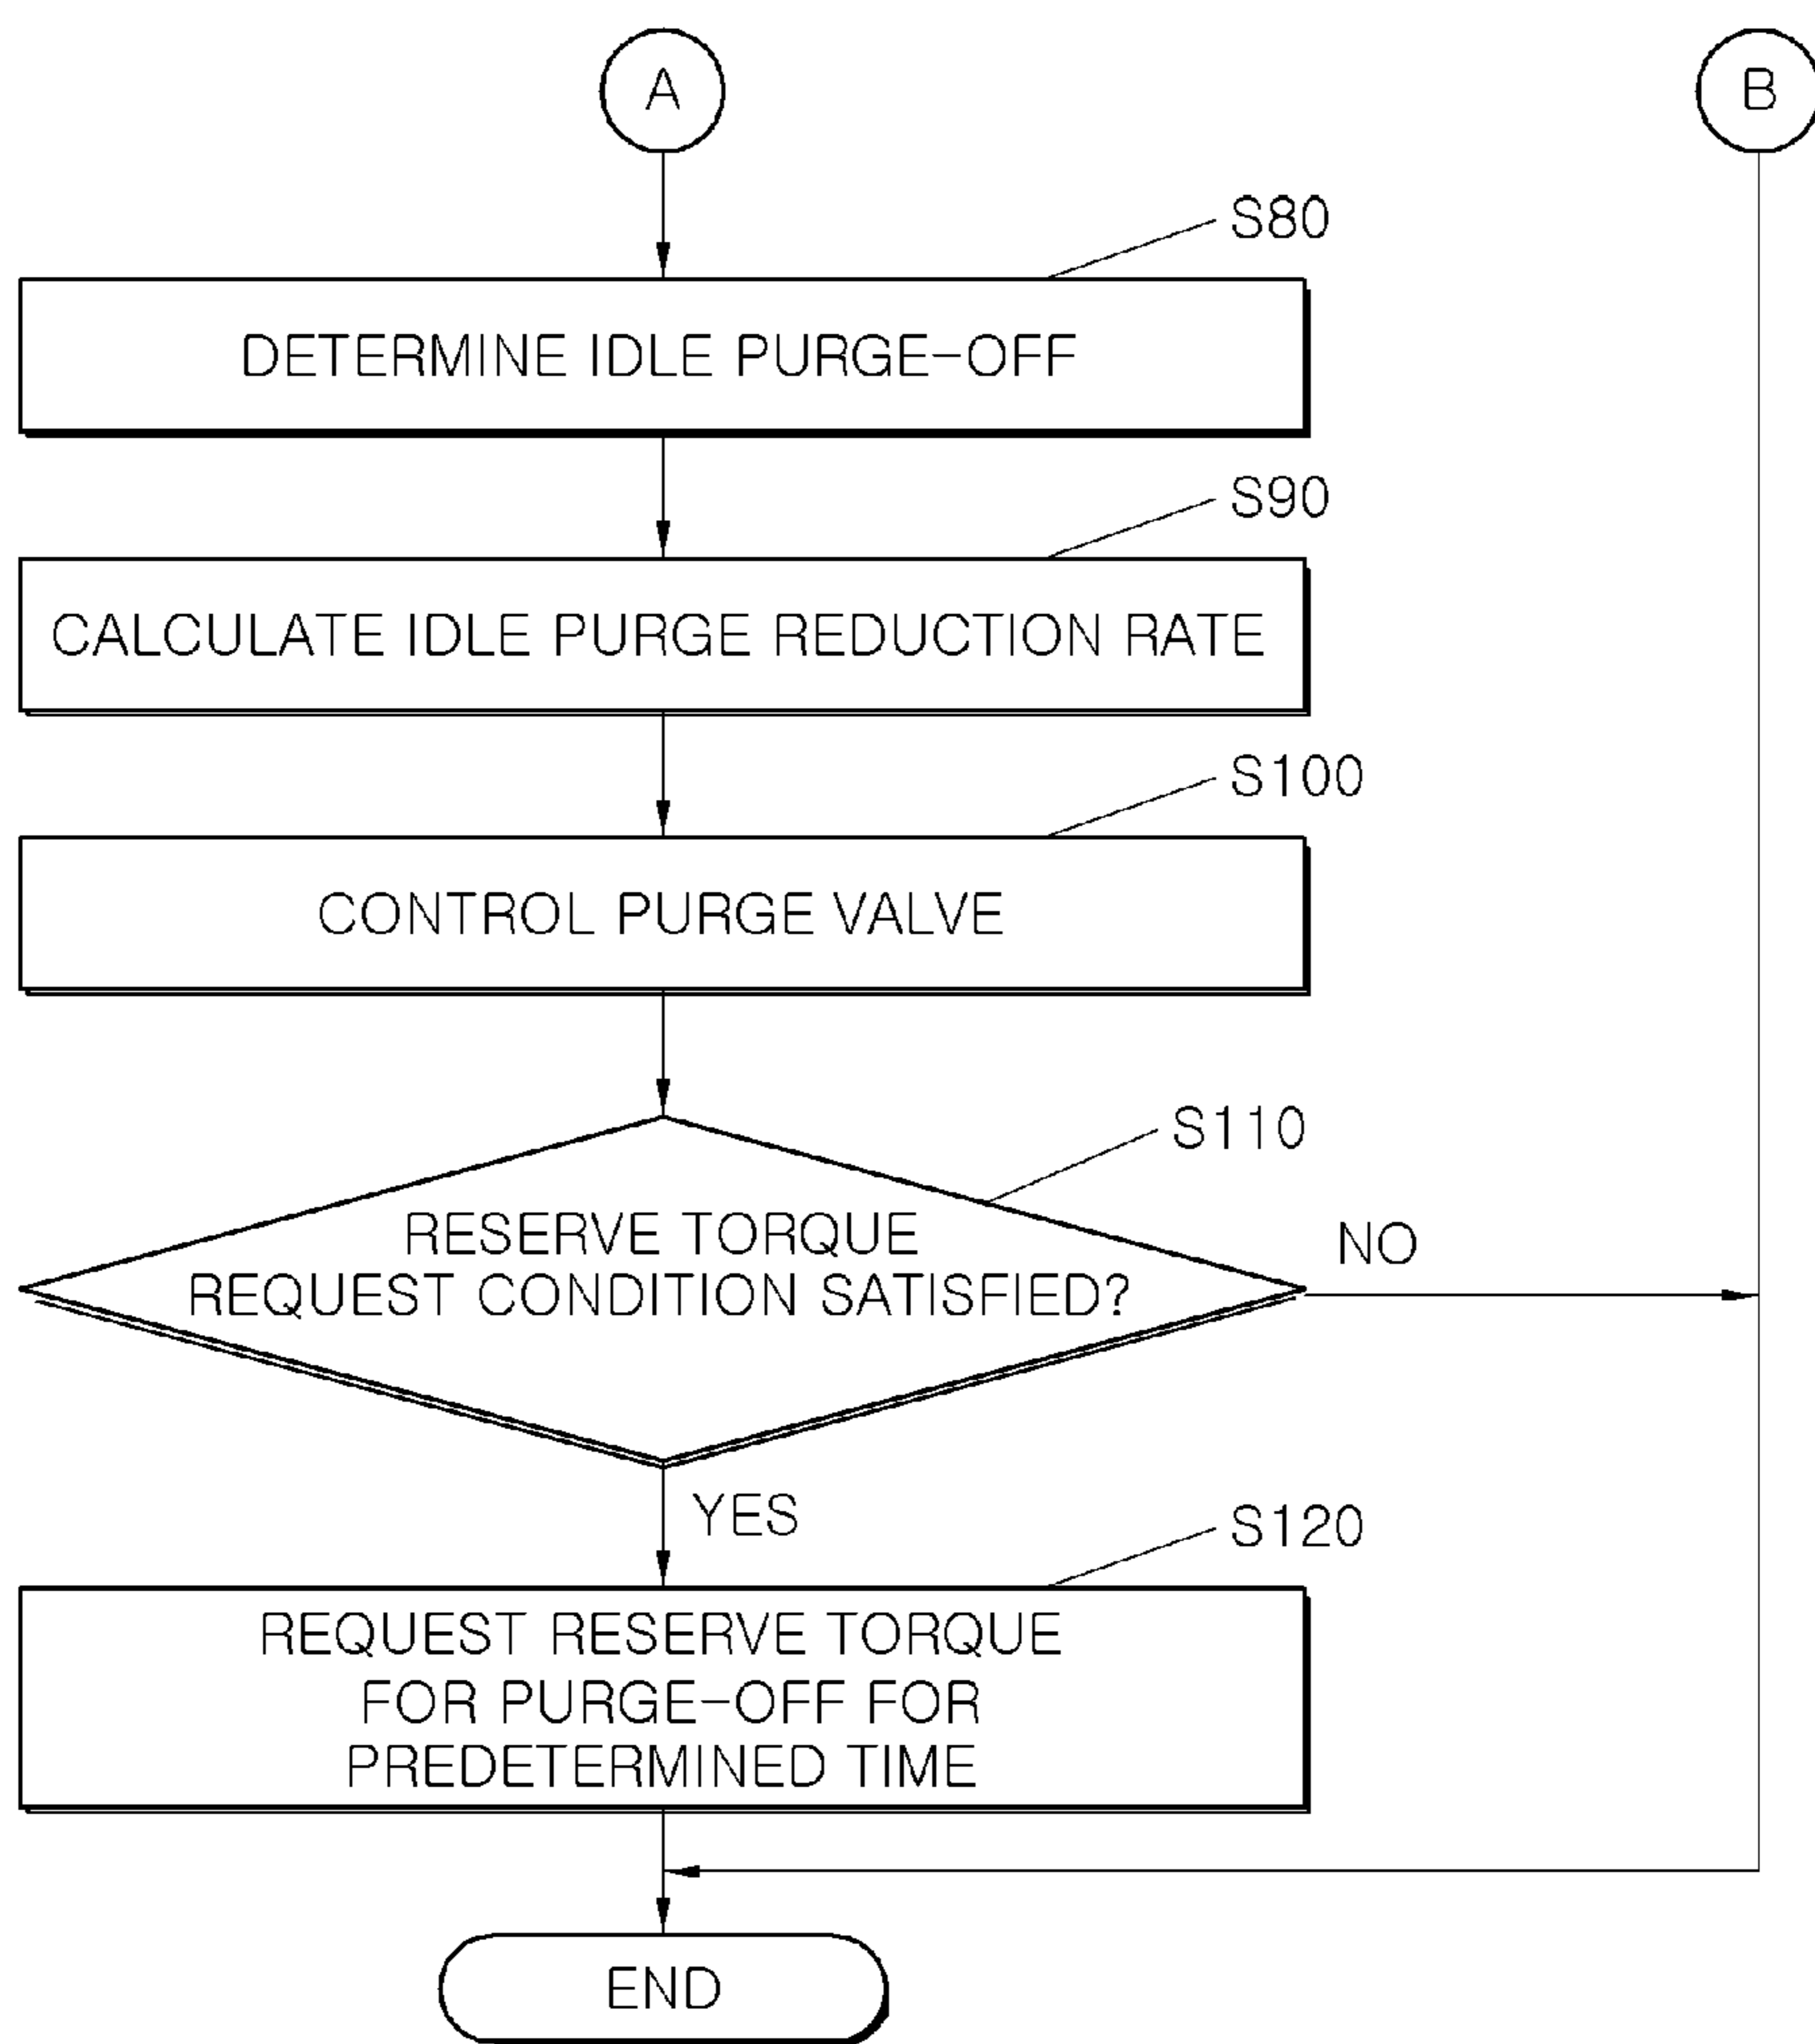 A
B
S80
DETERMINE IDLE PURGE-OFF
S90
CALCULATE IDLE PURGE REDUCTION RATE
S100
CONTROL PURGE VALVE
S110
RESERVE TORQUE
REQUEST CONDITION SATISFIED?
NO
YES
S120
REQUEST RESERVE TORQUE
FOR PURGE-OFF FOR
PREDETERMINED TIME
END